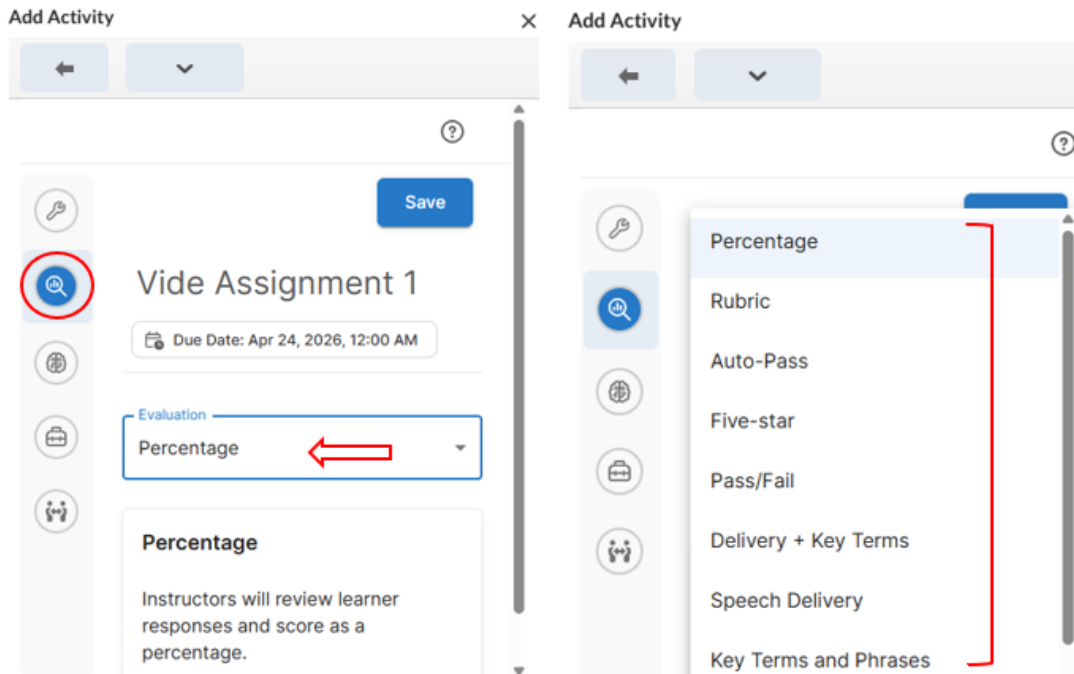 Add Activity
Save
Vide Assignment 1
Due Date: Apr 24, 2026, 12:00 AM
Evaluation
Percentage
Percentage
Instructors will review learner
responses and score as a
percentage.
Add Activity
Percentage
Rubric
Auto-Pass
Five-star
Pass/Fail
Delivery + Key Terms
Speech Delivery
Key Terms and Phrases